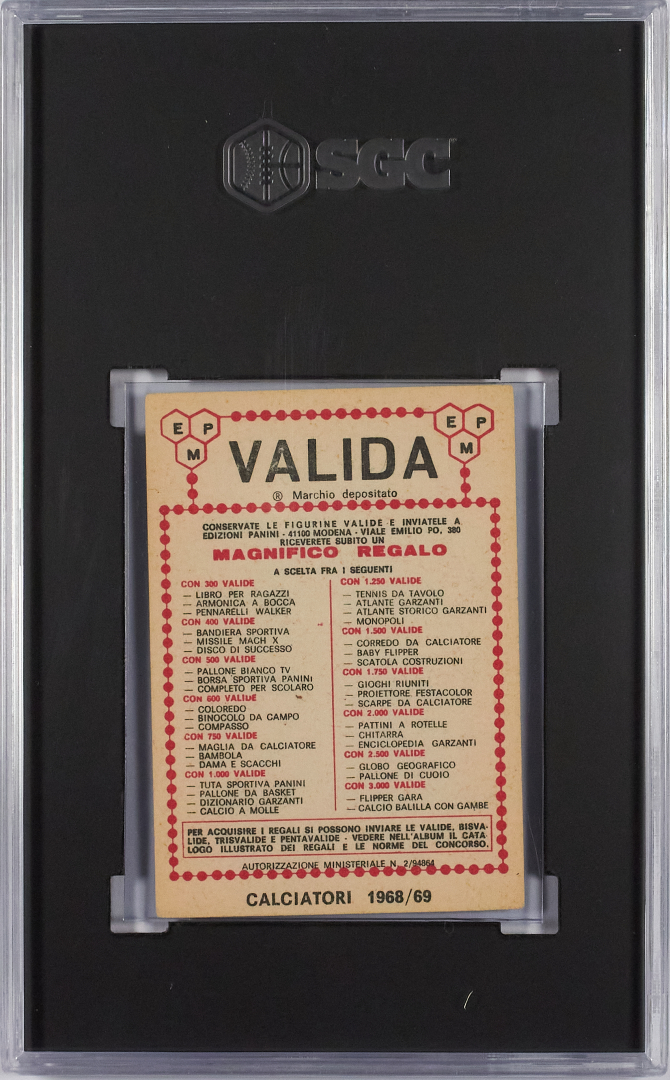 SGC
E P M
E P M
VALIDA
® Marchio depositato
CONSERVATE LE FIGURINE VALIDE E INVIATELE A
EDIZIONI PANINI - 41100 MODENA - VIALE EMILIO PO, 380
RICEVERETE SUBITO UN
MAGNIFICO REGALO
A SCELTA FRA I SEGUENTI
CON 300 VALIDE
— LIBRO PER RAGAZZI
— ARMONICA A BOCCA
— PENNARELLI WALKER
CON 400 VALIDE
— BANDIERA SPORTIVA
— MISSILE MACH X
— DISCO DI SUCCESSO
CON 500 VALIDE
— PALLONE BIANCO TV
— BORSA SPORTIVA PANINI
— COMPLETO PER SCOLARO
CON 600 VALIDE
— COLOREDO
— BINOCOLO DA CAMPO
— COMPASSO
CON 750 VALIDE
— MAGLIA DA CALCIATORE
— BAMBOLA
— DAMA E SCACCHI
CON 1.000 VALIDE
— TUTA SPORTIVA PANINI
— PALLONE DA BASKET
— DIZIONARIO GARZANTI
— CALCIO A MOLLE
CON 1.250 VALIDE
— TENNIS DA TAVOLO
— ATLANTE GARZANTI
— ATLANTE STORICO GARZANTI
— MONOPOLI
CON 1.500 VALIDE
— CORREDO DA CALCIATORE
— BABY FLIPPER
— SCATOLA COSTRUZIONI
CON 1.750 VALIDE
— GIOCHI RIUNITI
— PROIETTORE FESTACOLOR
— SCARPE DA CALCIATORE
CON 2.000 VALIDE
— PATTINI A ROTELLE
— CHITARRA
— ENCICLOPEDIA GARZANTI
CON 2.500 VALIDE
— GLOBO GEOGRAFICO
— PALLONE DI CUOIO
CON 3.000 VALIDE
— FLIPPER GARA
— CALCIO BALILLA CON GAMBE
PER ACQUISIRE I REGALI SI POSSONO INVIARE LE VALIDE, BISVA-
LIDE, TRISVALIDE E PENTAVALIDE - VEDERE NELL'ALBUM IL CATA-
LOGO ILLUSTRATO DEI REGALI E LE NORME DEL CONCORSO.
AUTORIZZAZIONE MINISTERIALE N. 2/94864
CALCIATORI 1968/69